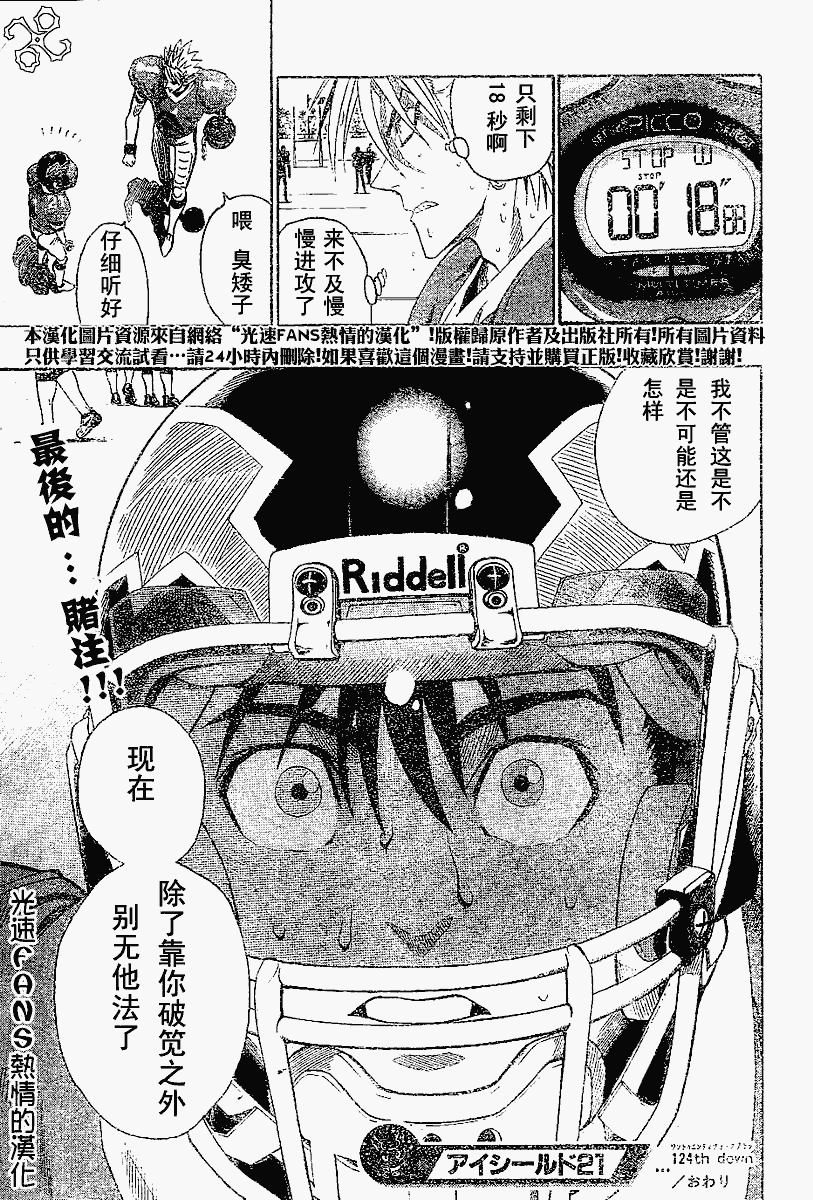 PICCO
STOP W
STOP
00' 18" 88
只剩下
18秒啊
来不及慢
慢进攻了
喂 臭矮子
仔细听好
本漢化圖片資源來自網絡“光速FANS熱情的漢化”!版權歸原作者及出版社所有!所有圖片資料
只供學習交流試看…請24小時內刪除!如果喜歡這個漫畫!請支持並購買正版!收藏欣賞!謝謝!
我不管这是不
是不可能还是
怎样
Riddell®
最後的…賭注!!!
现在
除了靠你破笕之外
别无他法了
光速FANS熱情的漢化
アイシールド21
124th down
…／おわり